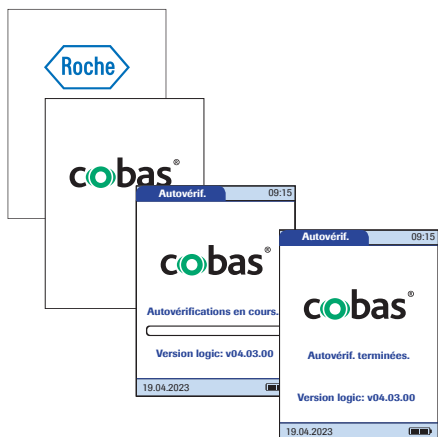 Roche
cobas®
Autovérif. 09:15
cobas®
Autovérifications en cours.
Version logic: v04.03.00
19.04.2023
Autovérif. 09:15
cobas®
Autovérif. terminées.
Version logic: v04.03.00
19.04.2023